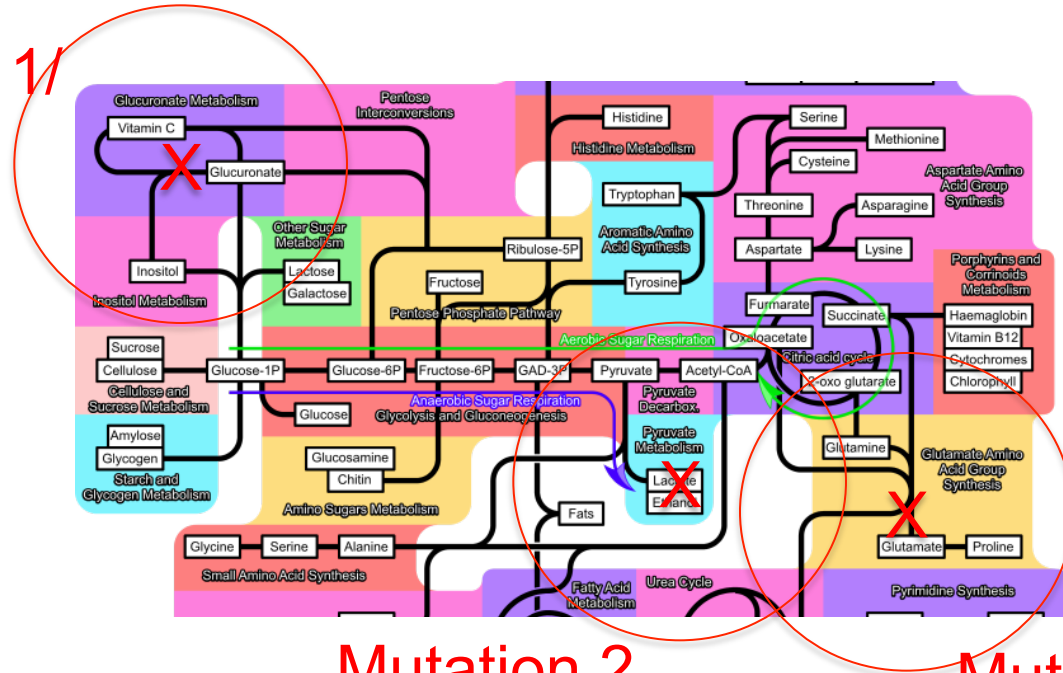 1/
Glucuronate Metabolism
Pentose
Interconversions
Vitamin C
X
Glucuronate
Histidine
Histidine Metabolism
Serine
Methionine
Cysteine
Aspartate Amino
Acid Group
Synthesis
Tryptophan
Threonine
Asparagine
Aromatic Amino
Acid Synthesis
Aspartate
Lysine
Other Sugar
Metabolism
Ribulose-5P
Inositol
Lactose
Galactose
Inositol Metabolism
Fructose
Tyrosine
Pentose Phosphate Pathway
Porphyrins and
Corrinoids
Metabolism
Furmarate
Succinate
Haemaglobin
Vitamin B12
Cytochromes
Chlorophyll
Aerobic Sugar Respiration
Oxaloacetate
Citric acid cycle
2-oxo glutarate
Sucrose
Cellulose
Cellulose and
Sucrose Metabolism
Glucose-1P
Glucose-6P
Fructose-6P
GAD-3P
Pyruvate
Acetyl-CoA
Anaerobic Sugar Respiration
Glycolysis and Gluconeogenesis
Pyruvate
Decarbox.
Glucose
Pyruvate
Metabolism
Amylose
Glycogen
Starch and
Glycogen Metabolism
Glucosamine
Chitin
Amino Sugars Metabolism
Lactate
Ethanol
X
Fats
Glutamine
Glutamate Amino
Acid Group
Synthesis
X
Glutamate
Proline
Glycine
Serine
Alanine
Small Amino Acid Synthesis
Fatty Acid
Metabolism
Urea Cycle
Pyrimidine Synthesis
Mutation 2
Mut